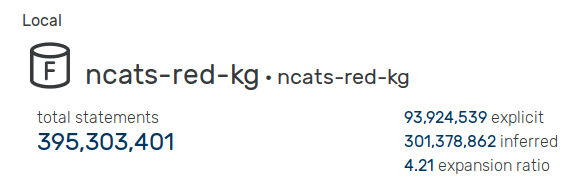 Local
F
ncats-red-kg · ncats-red-kg
total statements
395,303,401
93,924,539 explicit
301,378,862 inferred
4.21 expansion ratio